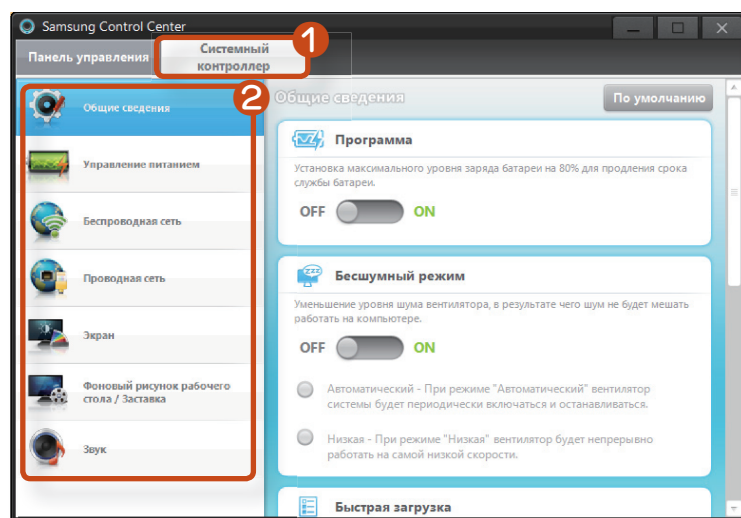 Samsung Control Center
Панель управления
Системный
контроллер
1
2
Общие сведения
Управление питанием
Беспроводная сеть
Проводная сеть
Экран
Фоновый рисунок рабочего
стола / Заставка
Звук
Общие сведения
По умолчанию
Программа
Установка максимального уровня заряда батареи на 80% для продления срока
службы батареи.
OFF ON
Бесшумный режим
Уменьшение уровня шума вентилятора, в результате чего шум не будет мешать
работать на компьютере.
OFF ON
Автоматический - При режиме "Автоматический" вентилятор
системы будет периодически включаться и останавливаться.
Низкая - При режиме "Низкая" вентилятор будет непрерывно
работать на самой низкой скорости.
Быстрая загрузка